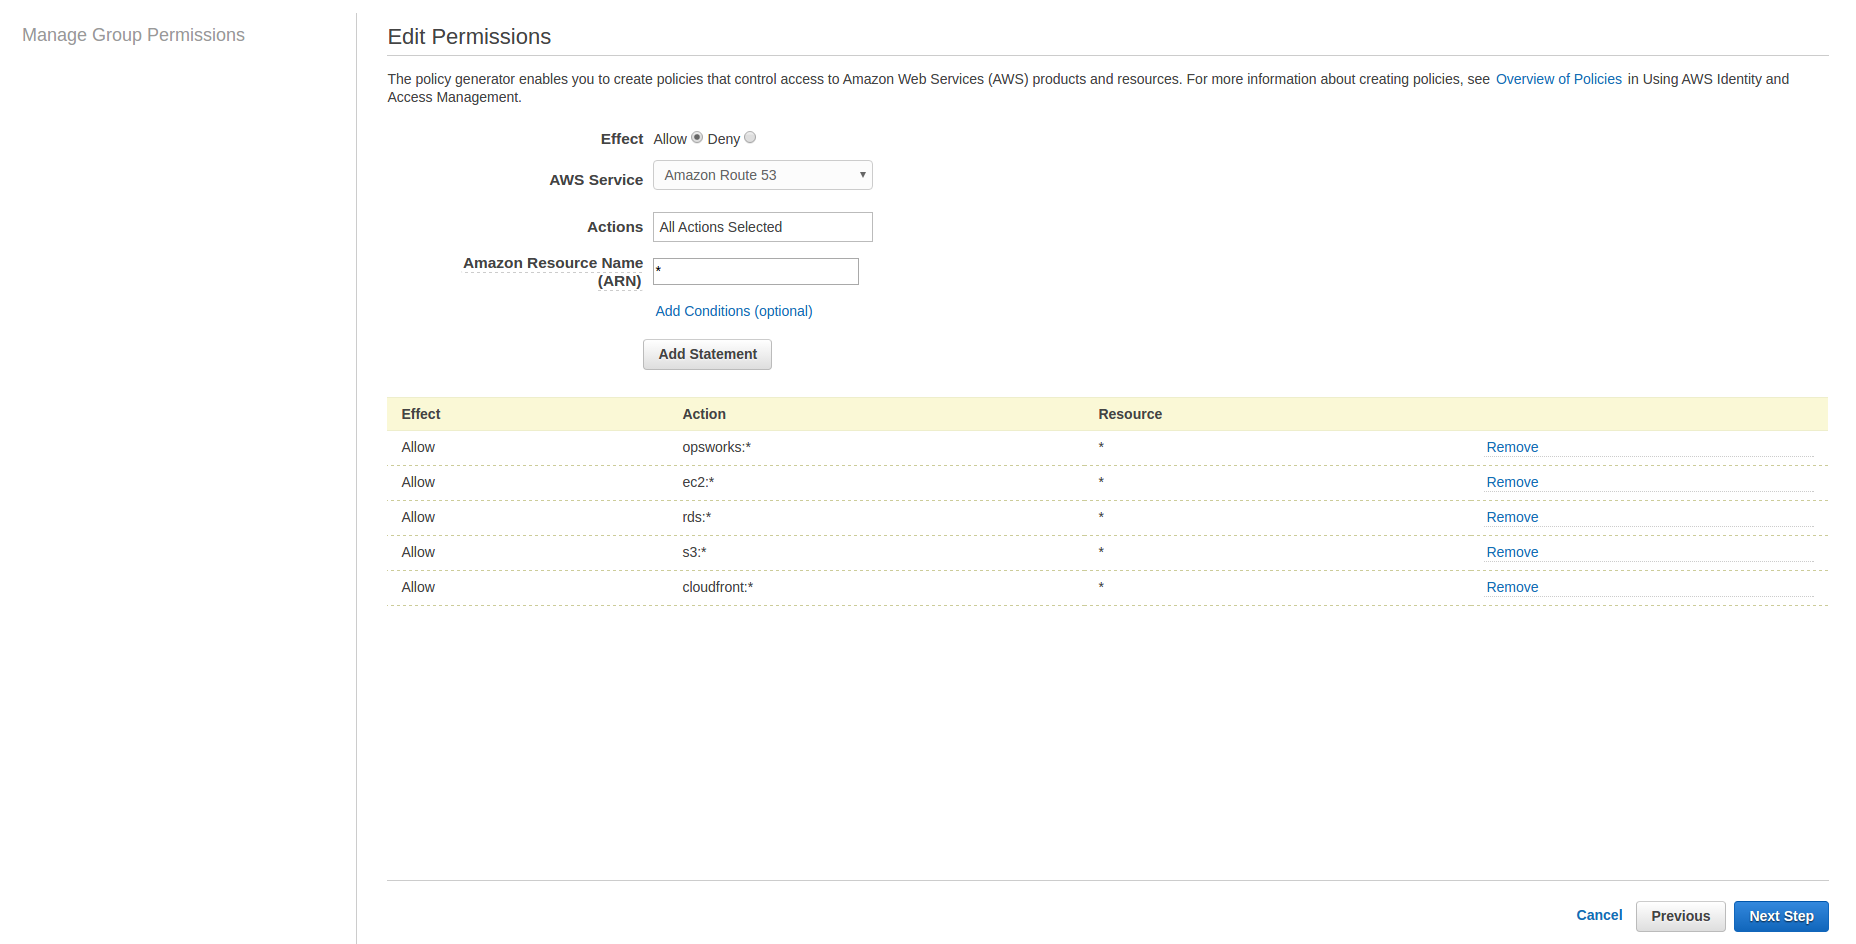 Manage Group Permissions
Edit Permissions
The policy generator enables you to create policies that control access to Amazon Web Services (AWS) products and resources. For more information about creating policies, see Overview of Policies in Using AWS Identity and
Access Management.
Effect Allow Deny
AWS Service Amazon Route 53
Actions All Actions Selected
Amazon Resource Name
(ARN) *
Add Conditions (optional)
Add Statement
Effect Action Resource
Allow opsworks:* * Remove
Allow ec2:* * Remove
Allow rds:* * Remove
Allow s3:* * Remove
Allow cloudfront:* * Remove
Cancel Previous Next Step